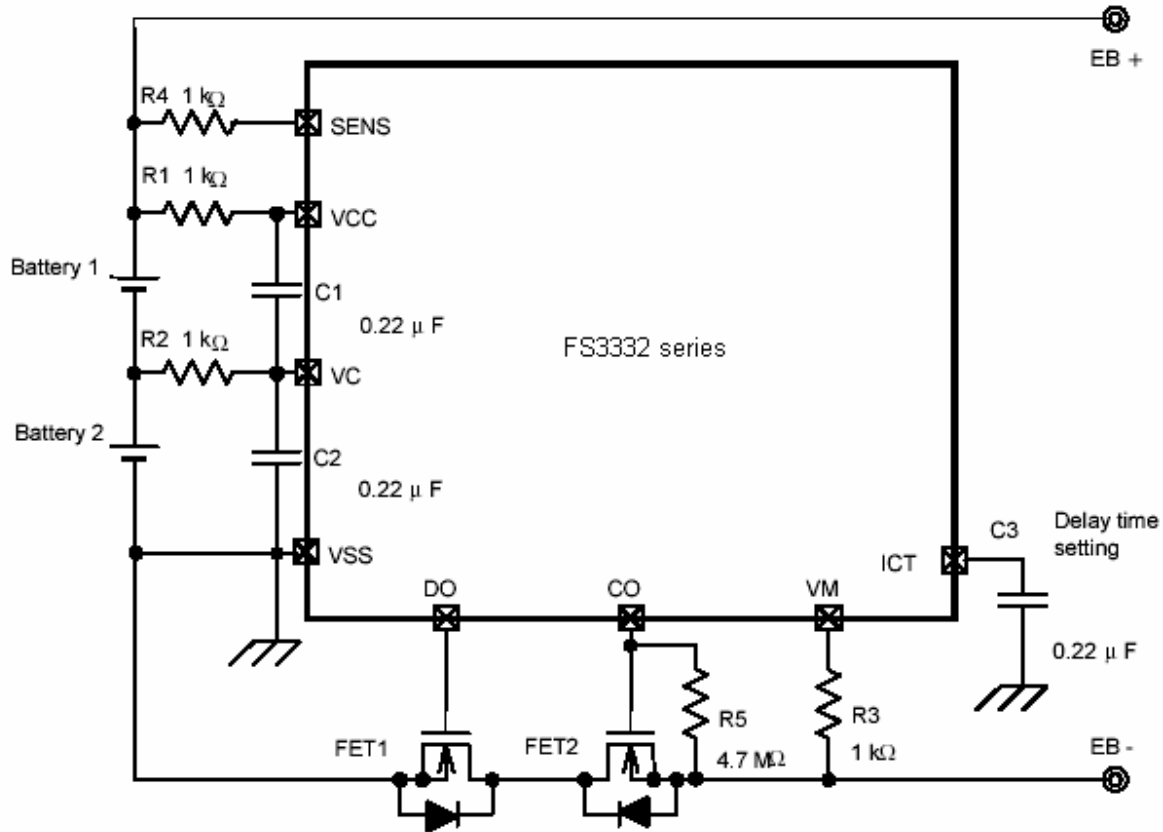 EB +
R4 1 kΩ
SENS
R1 1 kΩ
VCC
Battery 1
C1
0.22 μ F
R2 1 kΩ
FS3332 series
VC
Battery 2
C2
0.22 μ F
VSS
C3
Delay time
setting
ICT
DO
CO
VM
0.22 μ F
R5
4.7 MΩ
R3
1 kΩ
FET1
FET2
EB -